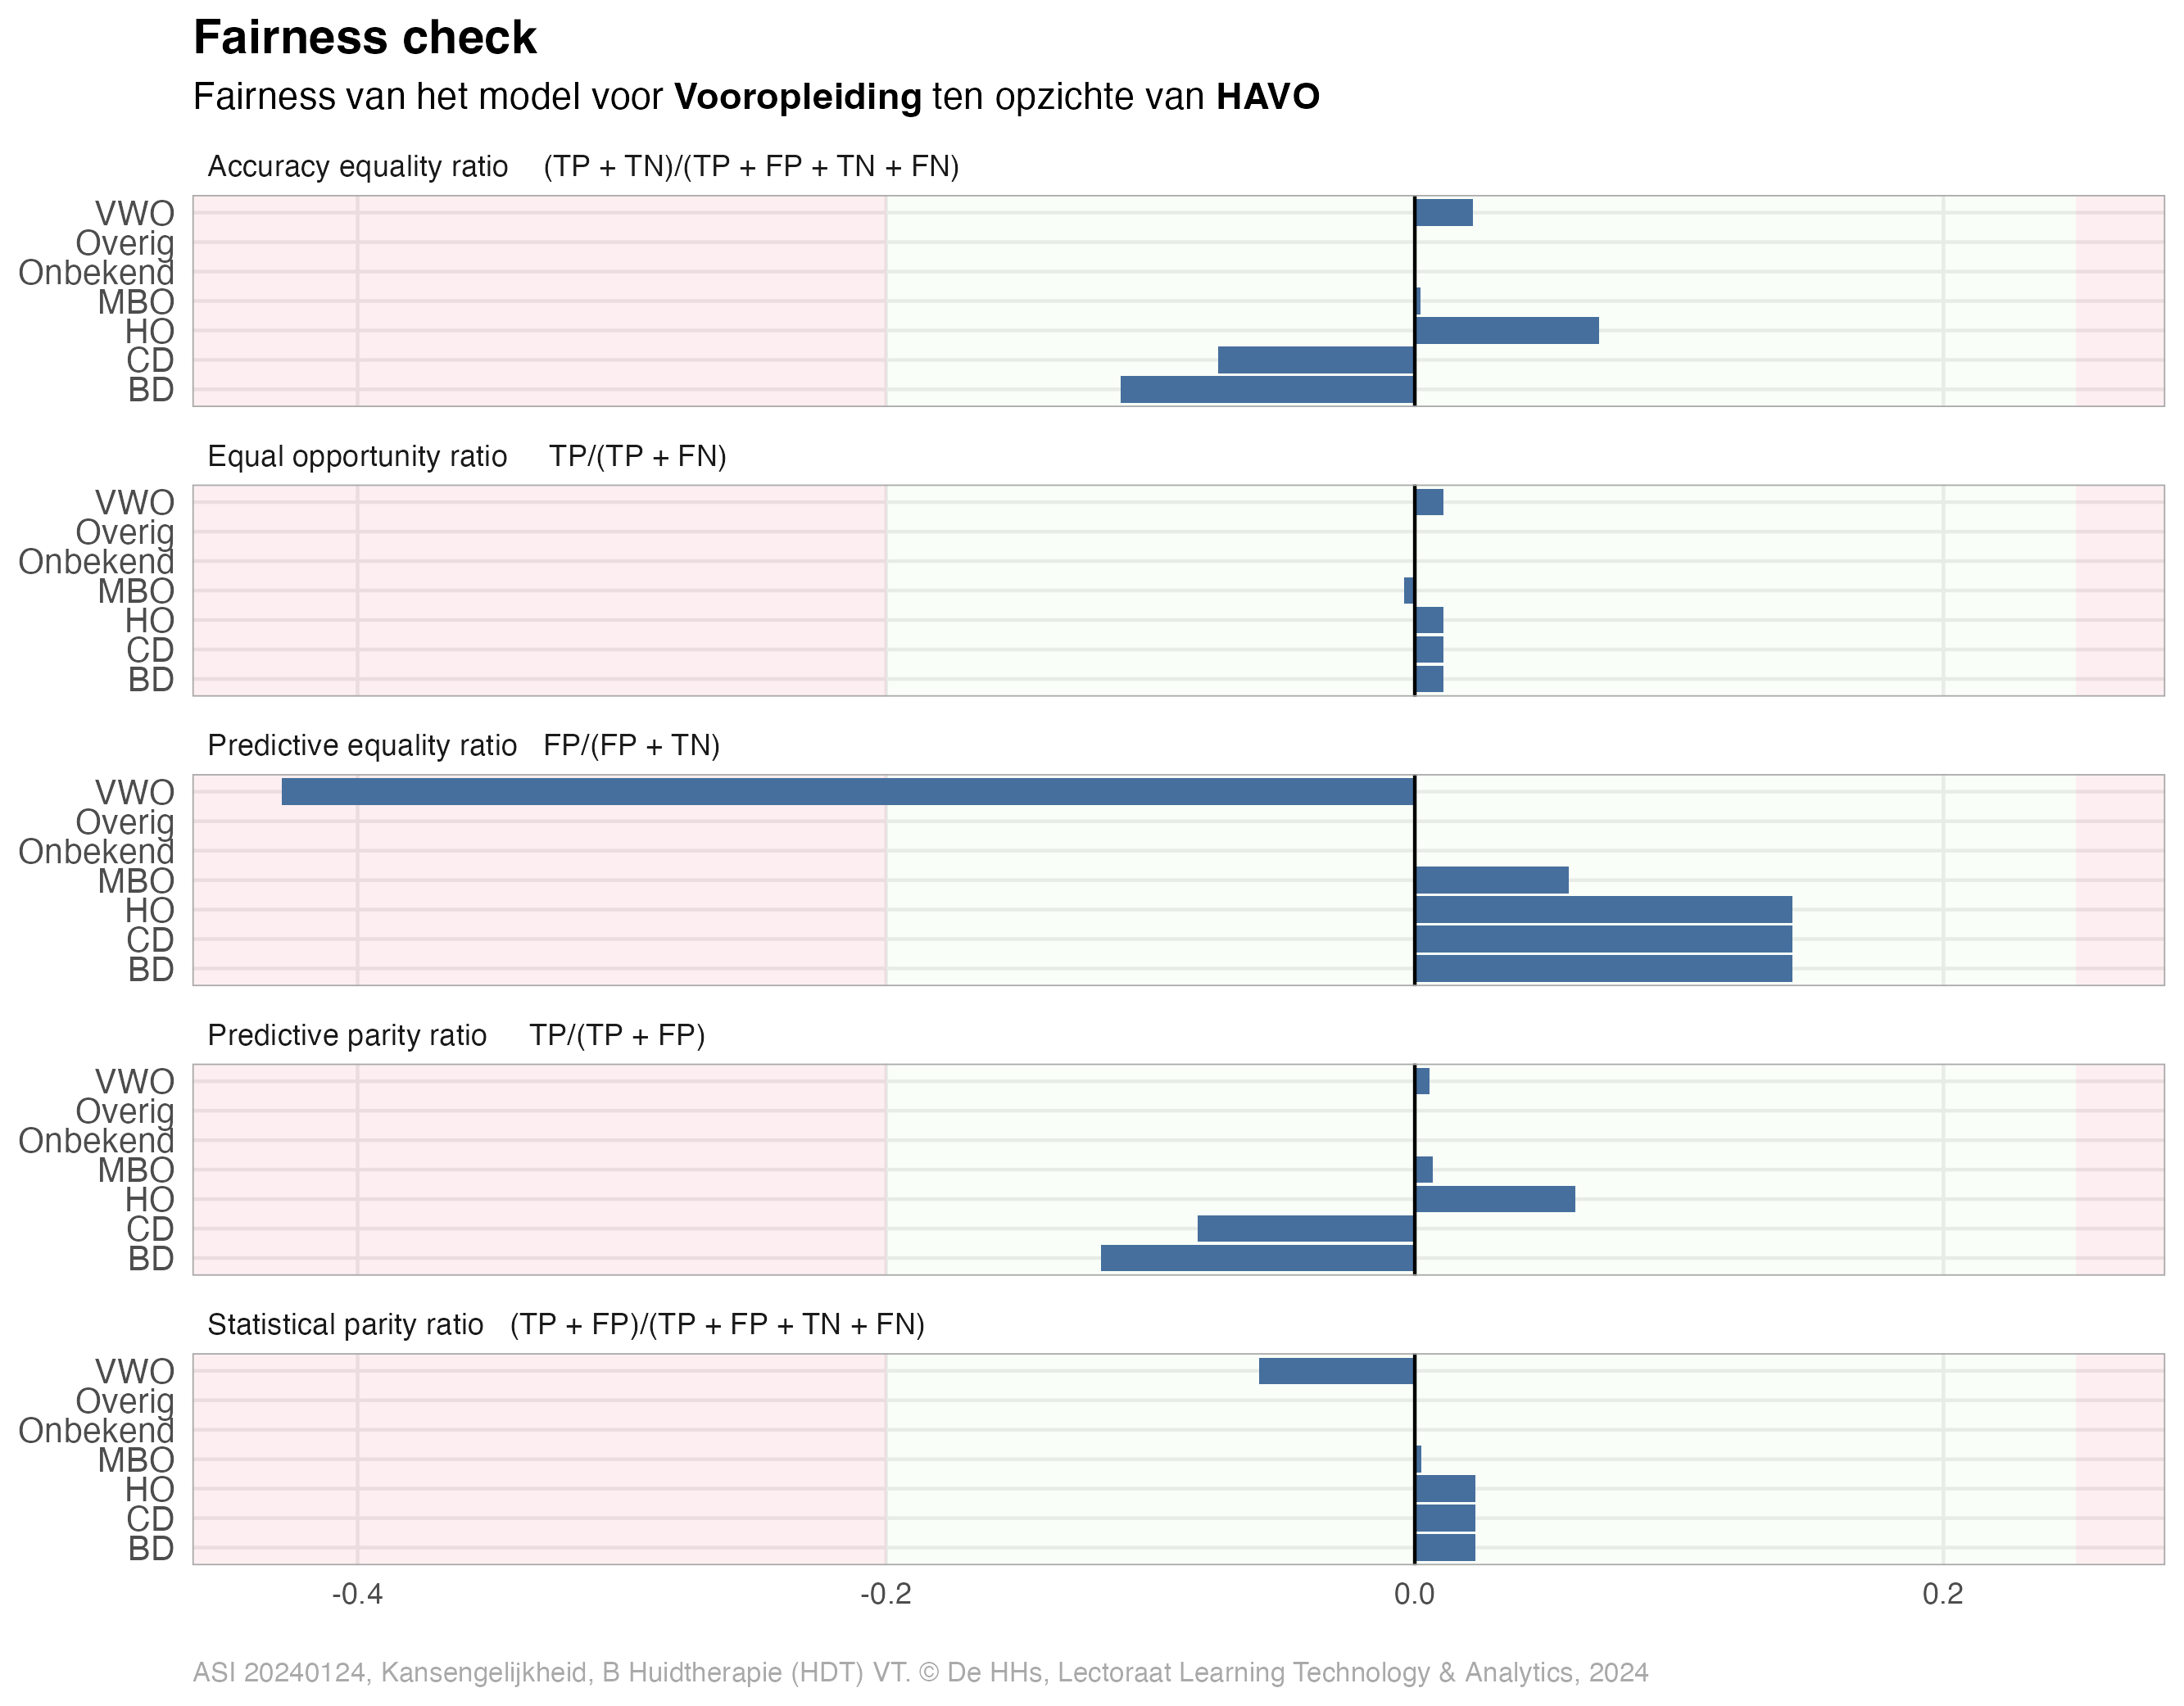 Fairness check
Fairness van het model voor Vooropleiding ten opzichte van HAVO
Accuracy equality ratio (TP + TN)/(TP + FP + TN + FN)
VWO
Overig
Onbekend
MBO
HO
CD
BD
Equal opportunity ratio TP/(TP + FN)
VWO
Overig
Onbekend
MBO
HO
CD
BD
Predictive equality ratio FP/(FP + TN)
VWO
Overig
Onbekend
MBO
HO
CD
BD
Predictive parity ratio TP/(TP + FP)
VWO
Overig
Onbekend
MBO
HO
CD
BD
Statistical parity ratio (TP + FP)/(TP + FP + TN + FN)
VWO
Overig
Onbekend
MBO
HO
CD
BD
-0.4 -0.2 0.0 0.2
ASI 20240124, Kansengelijkheid, B Huidtherapie (HDT) VT. © De HHs, Lectoraat Learning Technology & Analytics, 2024